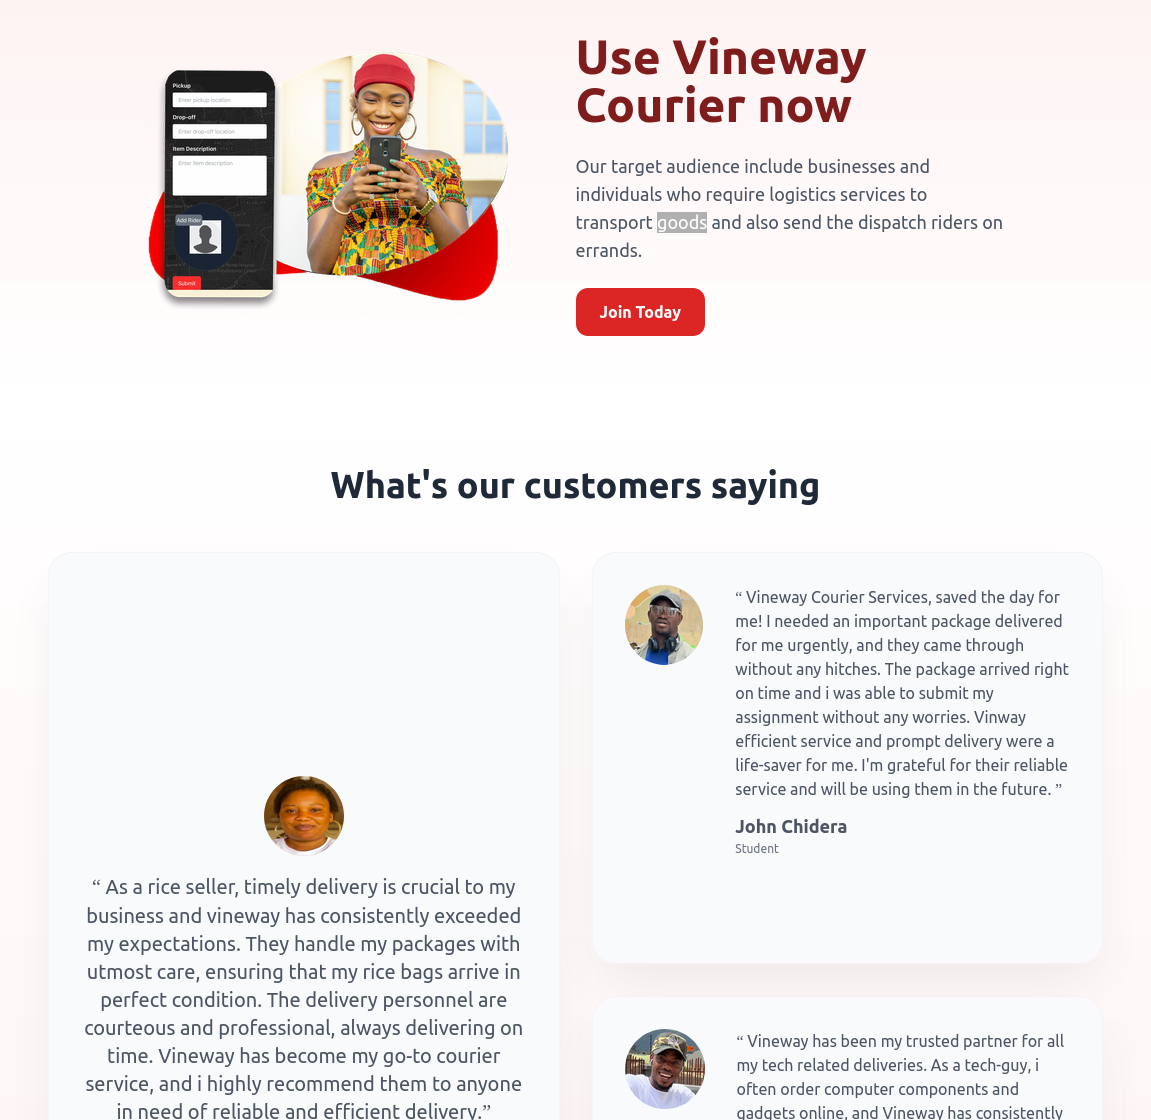 Pickup
Enter pickup location
Drop-off
Enter drop-off location
Item Description
Enter item description
Add Rider
Submit
Use Vineway
Courier now
Our target audience include businesses and
individuals who require logistics services to
transport goods and also send the dispatch riders on
errands.
Join Today
What's our customers saying
“ As a rice seller, timely delivery is crucial to my
business and vineway has consistently exceeded
my expectations. They handle my packages with
utmost care, ensuring that my rice bags arrive in
perfect condition. The delivery personnel are
courteous and professional, always delivering on
time. Vineway has become my go-to courier
service, and i highly recommend them to anyone
in need of reliable and efficient delivery.”
“ Vineway Courier Services, saved the day for
me! I needed an important package delivered
for me urgently, and they came through
without any hitches. The package arrived right
on time and i was able to submit my
assignment without any worries. Vinway
efficient service and prompt delivery were a
life-saver for me. I'm grateful for their reliable
service and will be using them in the future. ”
John Chidera
Student
“ Vineway has been my trusted partner for all
my tech related deliveries. As a tech-guy, i
often order computer components and
gadgets online, and Vineway has consistently